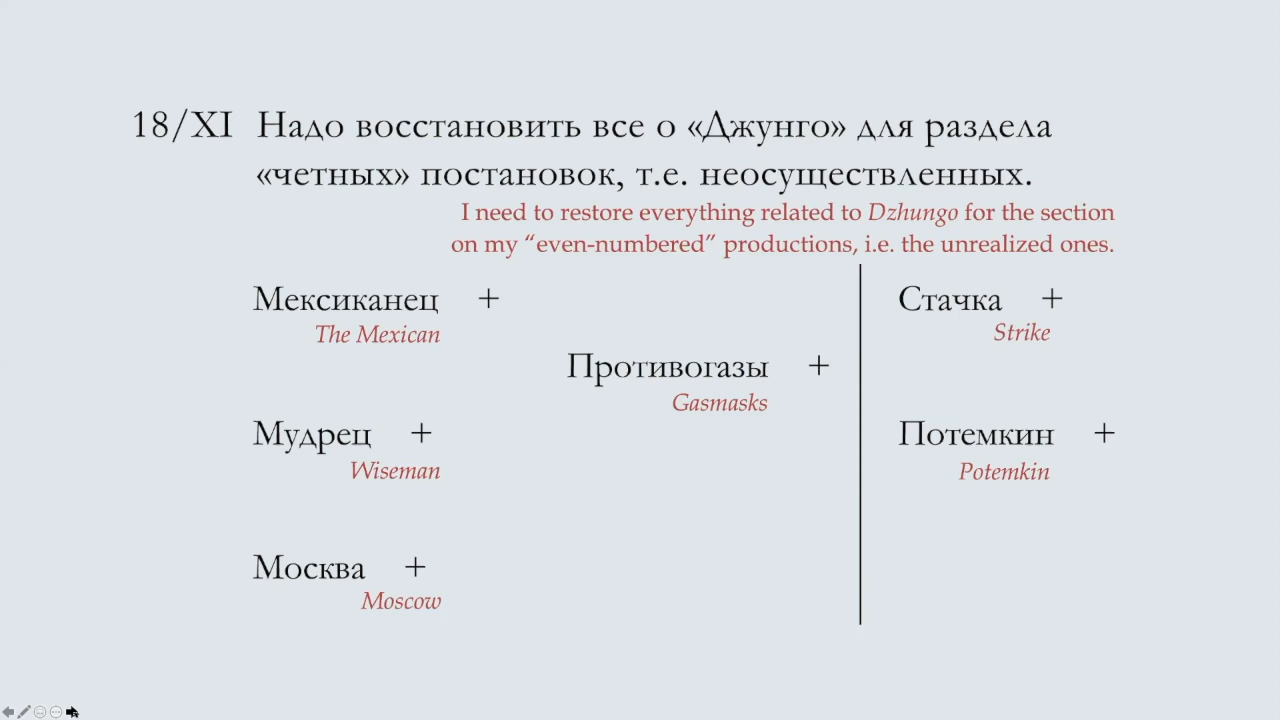 18/XI Надо восстановить все о «Джунго» для раздела
«четных» постановок, т.е. неосуществленных.
I need to restore everything related to Dzhungo for the section
on my “even-numbered” productions, i.e. the unrealized ones.
Мексиканец +
The Mexican
Противогазы +
Gasmasks
Мудрец +
Wiseman
Москва +
Moscow
Стачка +
Strike
Потемкин +
Potemkin